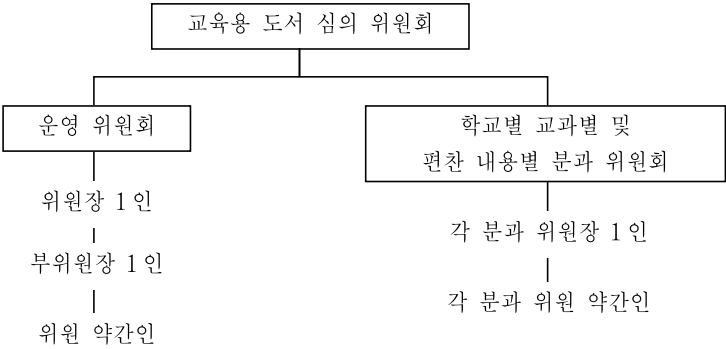 교육용 도서 심의 위원회
운영 위원회
위원장 1인
부위원장 1인
위원 약간인
학교별 교과별 및
편찬 내용별 분과 위원회
각 분과 위원장 1인
각 분과 위원 약간인